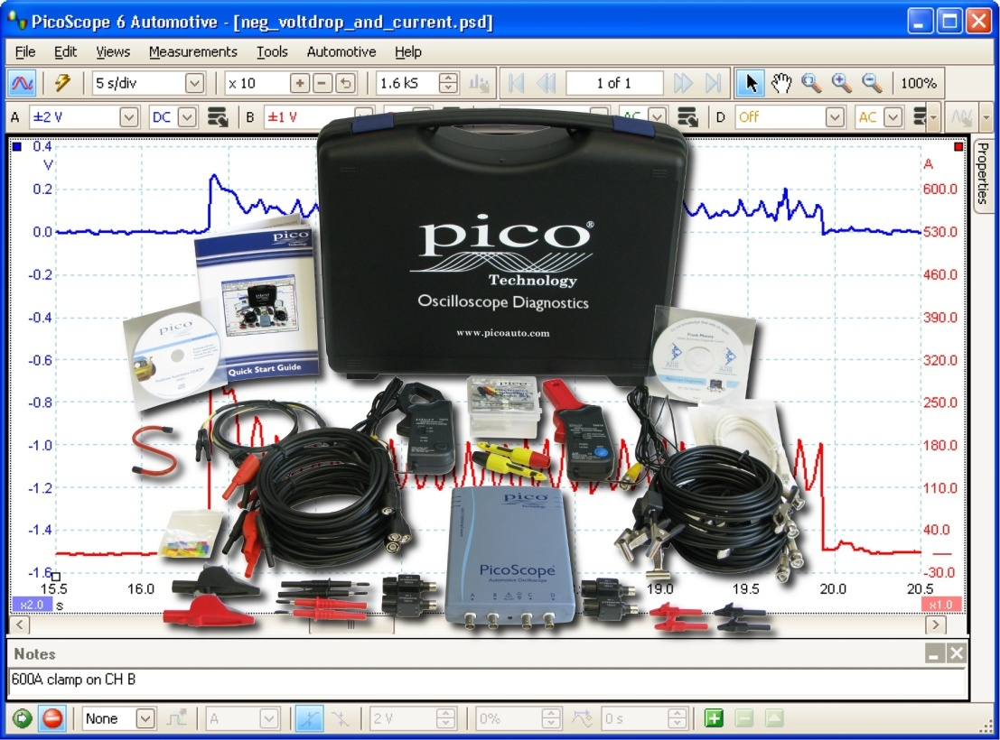 PicoScope 6 Automotive - [neg_voltdrop_and_current.psd]
File Edit Views Measurements Tools Automotive Help
5 s/div x 10 1.6 kS 1 of 1 100%
A ±2 V DC B ±1 V AC D Off AC
Properties
0.4
V
0.2
0.0
-0.2
-0.4
-0.6
-0.8
-1.0
-1.2
-1.4
-1.6
A
600.0
530.0
460.0
390.0
320.0
250.0
180.0
110.0
40.0
-30.0
pico
Technology
Quick Start Guide
pico
pico®
Technology
Oscilloscope Diagnostics
www.picoauto.com
Frank Massey
pico
Technology
PicoScope®
Automotive Oscilloscope
A B C D
15.5 16.0 19.0 19.5 20.0 20.5
x2.0 s x1.0
Notes
600A clamp on CH B
None A 2 V 0% 0 s